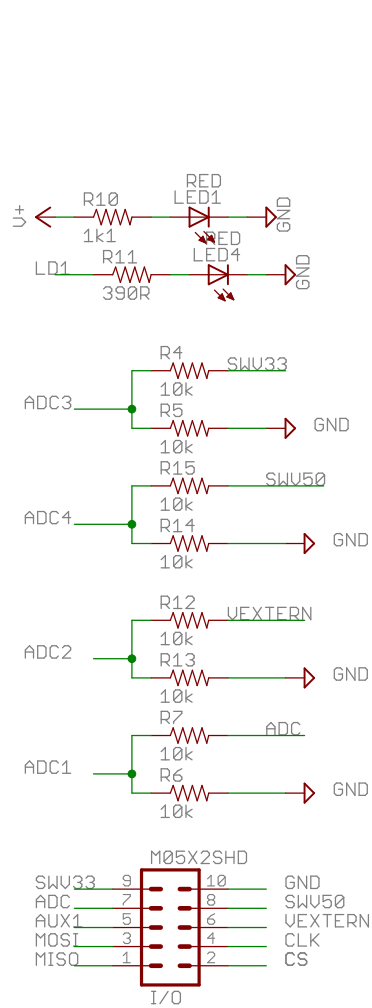 RED
R10 LED1
V+ GND
1k1
RED
R11 LED4
LD1 GND
390R
R4
SWV33
10k
ADC3
R5
GND
10k
R15
SWV50
10k
ADC4
R14
GND
10k
R12
VEXTERN
10k
ADC2
R13
GND
10k
R7
ADC
10k
ADC1
R6
GND
10k
M05X2SHD
SWV33 9 10 GND
ADC 7 8 SWV50
AUX1 5 6 VEXTERN
MOSI 3 4 CLK
MISO 1 2 CS
I/O